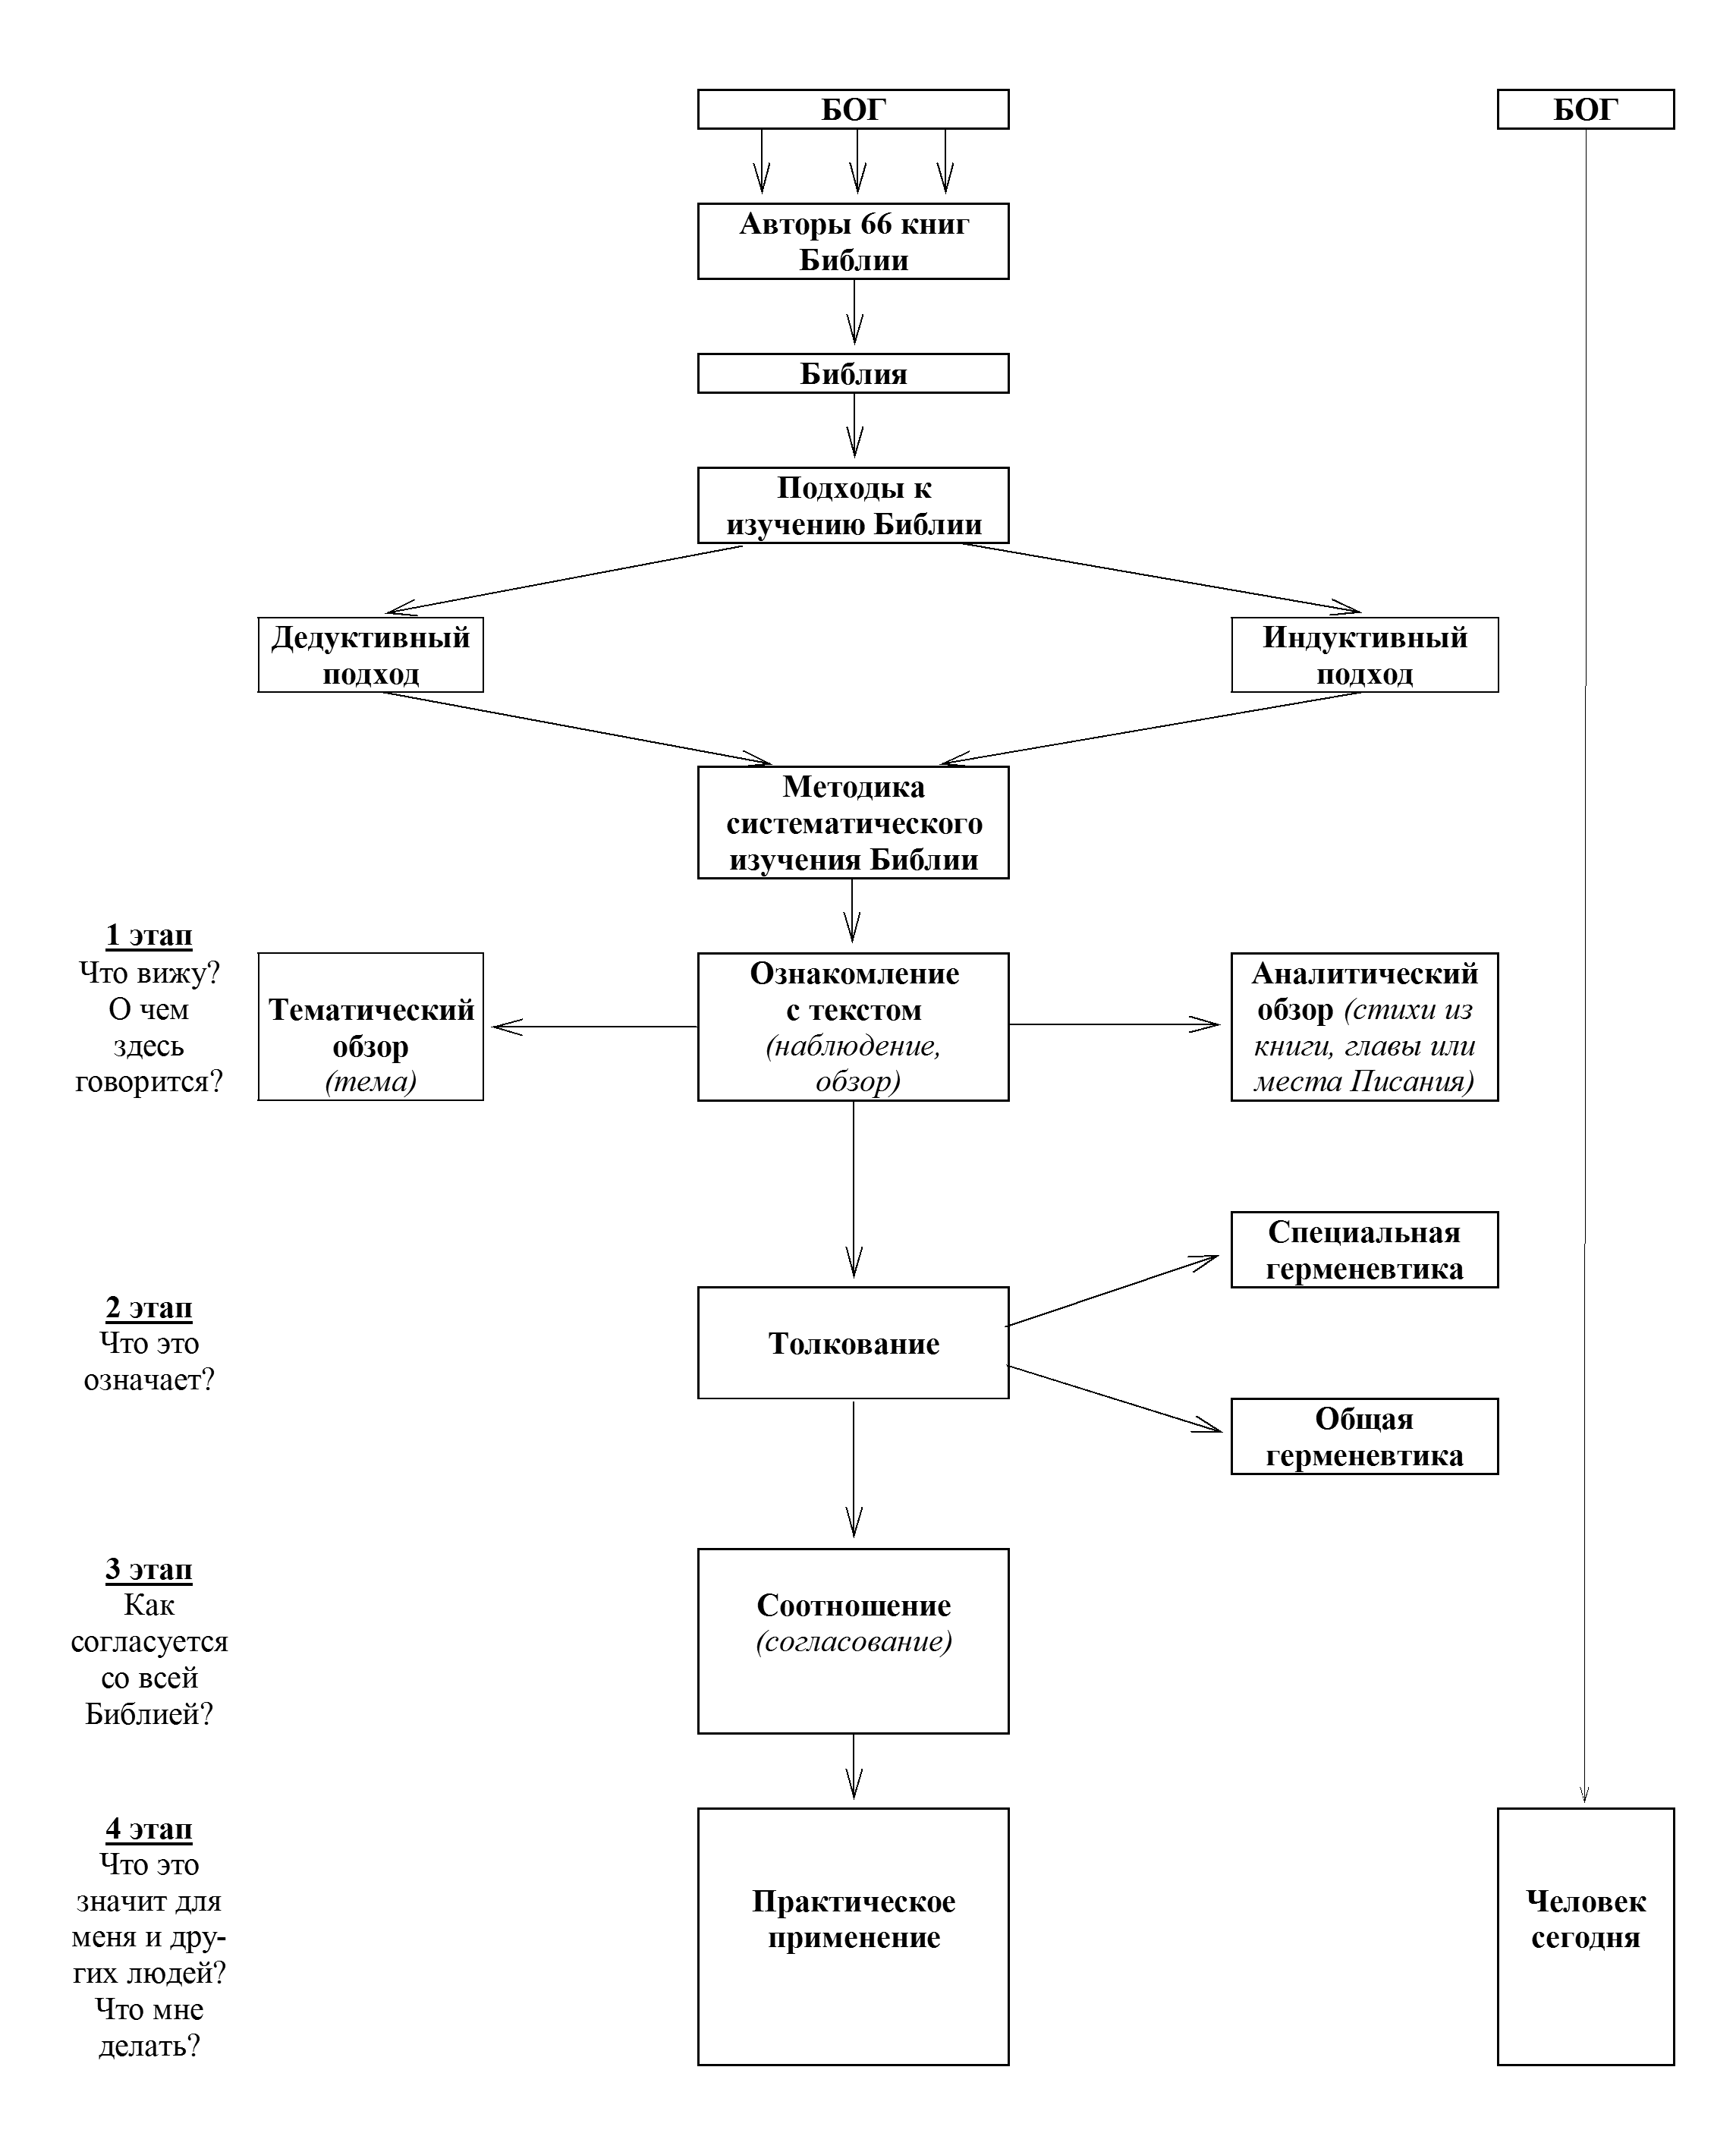 БОГ
БОГ
Авторы 66 книг
Библии
Библия
Подходы к
изучению Библии
Дедуктивный
подход
Индуктивный
подход
Методика
систематического
изучения Библии
1 этап
Что вижу?
О чем
здесь
говорится?
Тематический
обзор
(тема)
Ознакомление
с текстом
(наблюдение,
обзор)
Аналитический
обзор (стихи из
книги, главы или
места Писания)
Специальная
герменевтика
2 этап
Что это
означает?
Толкование
Общая
герменевтика
3 этап
Как
согласуется
со всей
Библией?
Соотношение
(согласование)
4 этап
Что это
значит для
меня и дру-
гих людей?
Что мне
делать?
Практическое
применение
Человек
сегодня